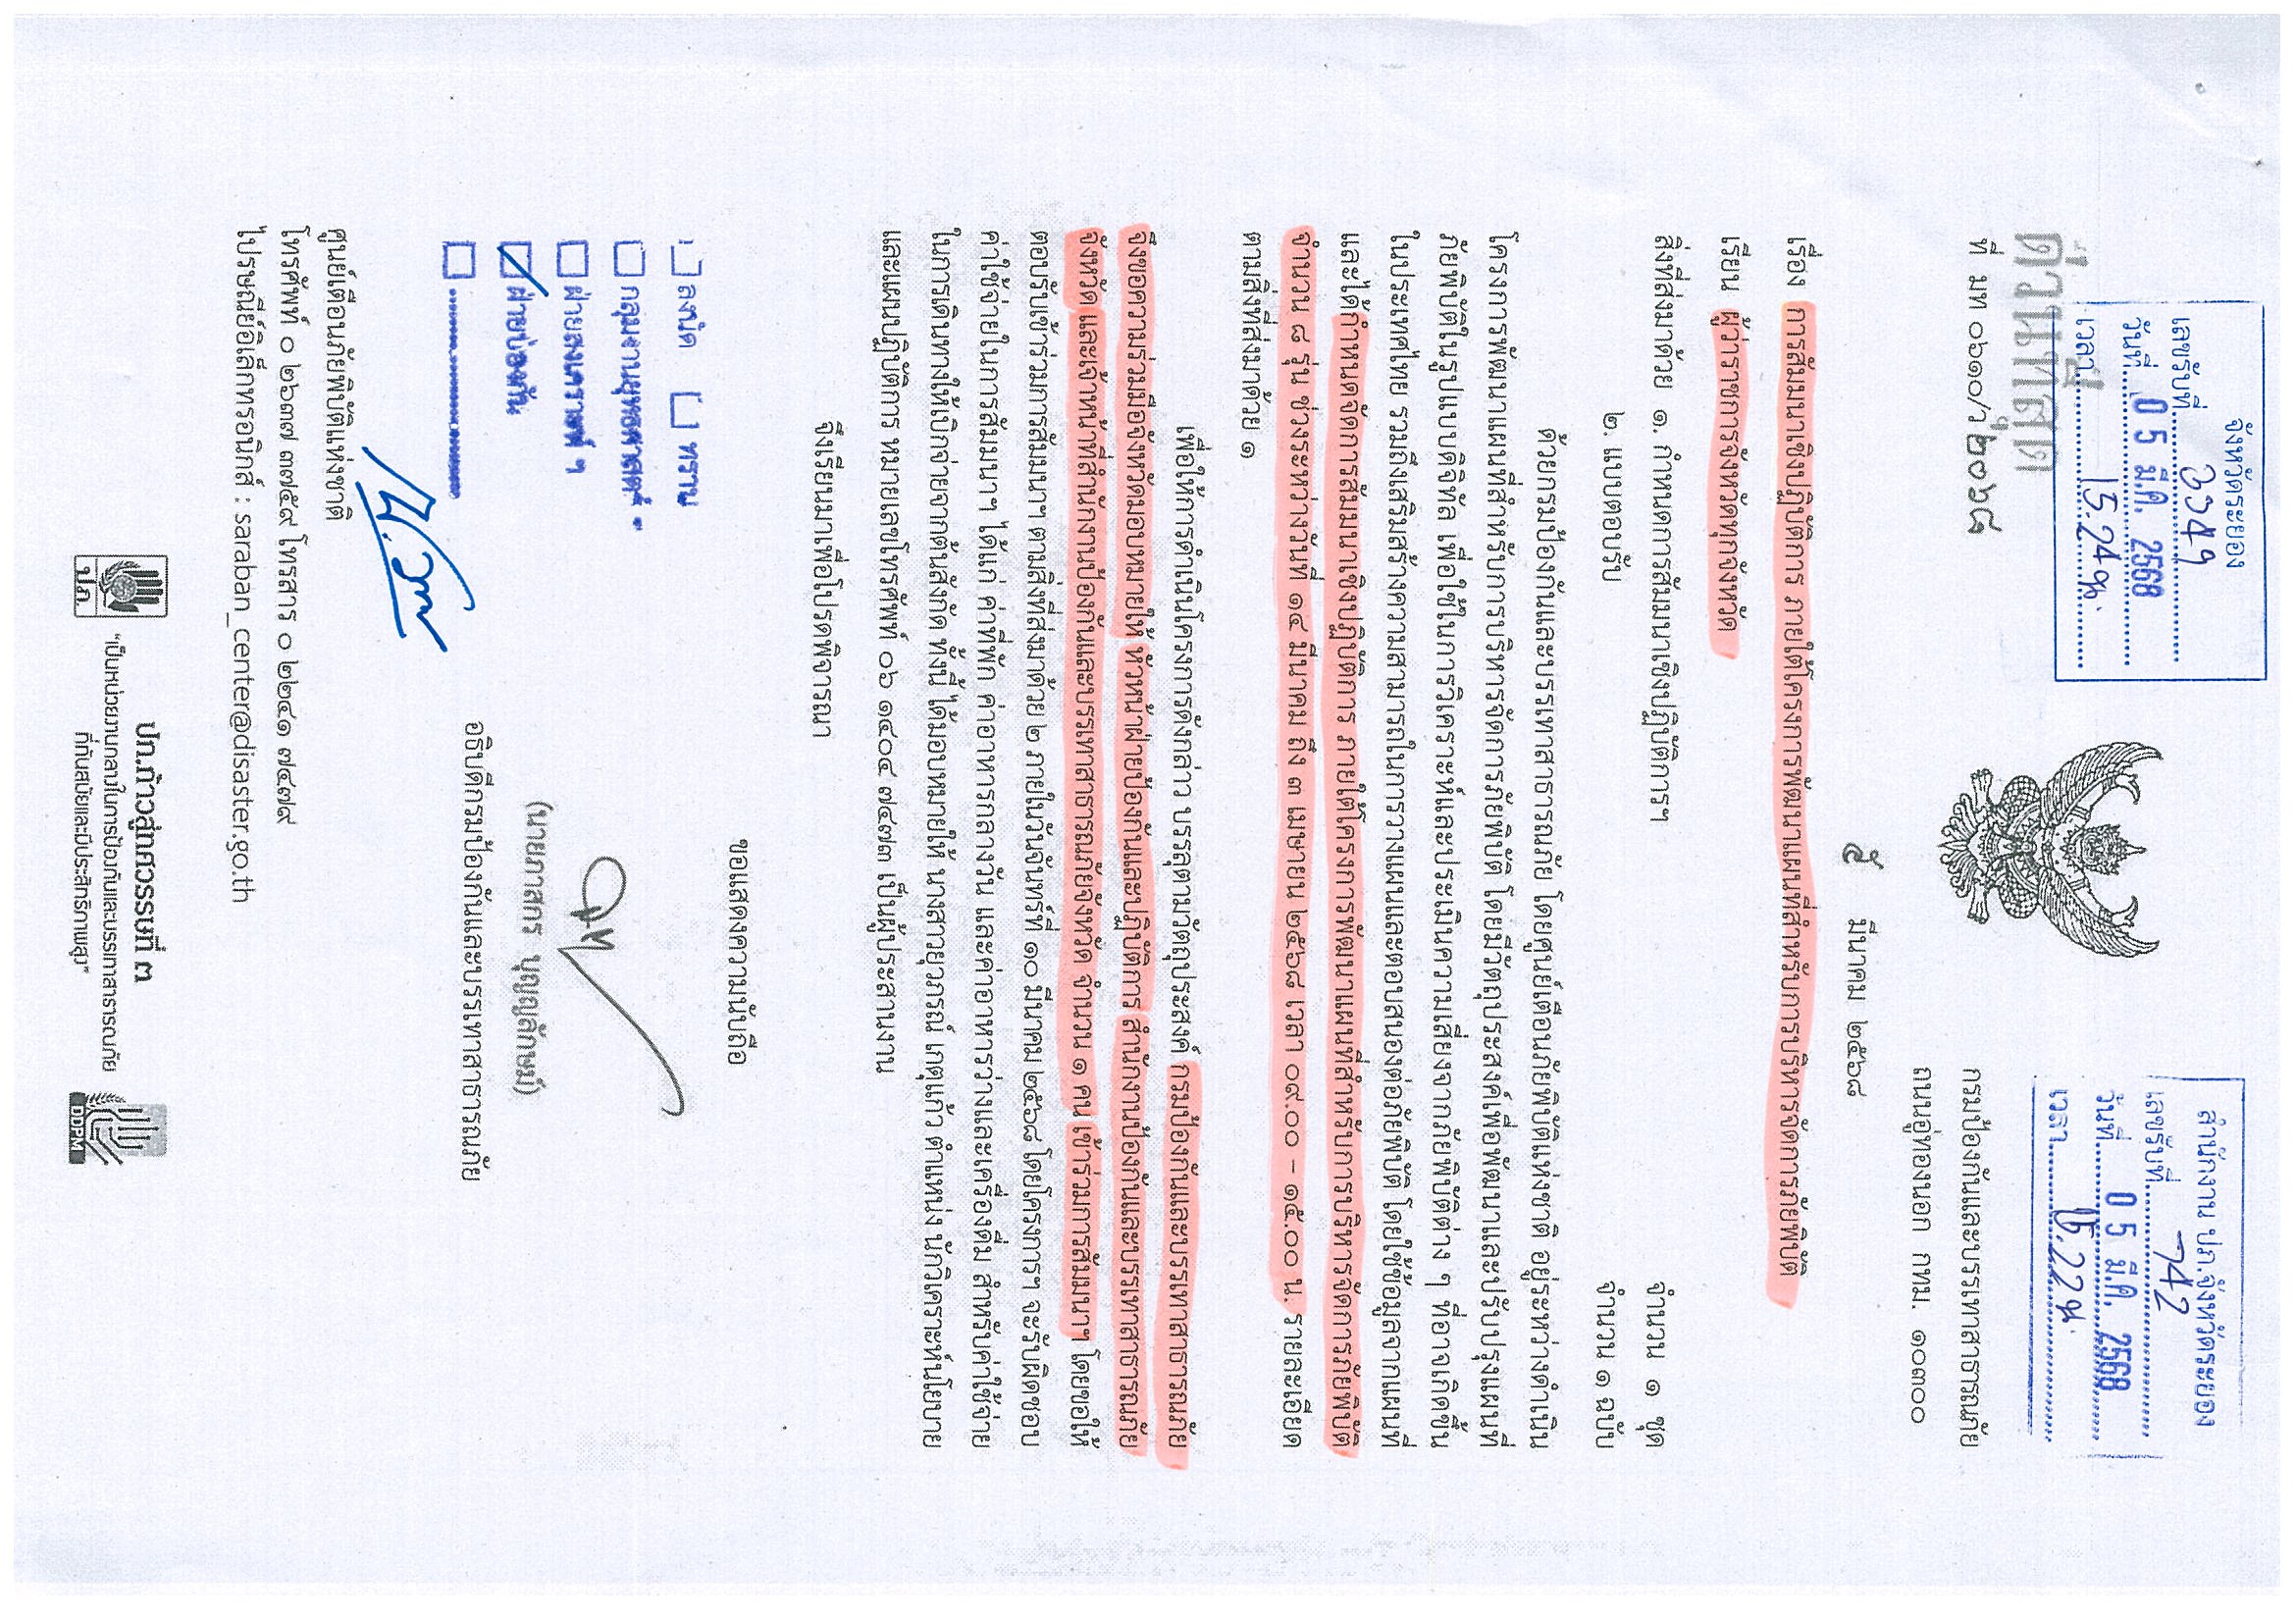 จังหวัดระยอง
เลขรับที่ 3349
วันที่ 05 มี.ค. 2568
เวลา 15.24 น.
สำนักงาน ปภ.จังหวัดระยอง
เลขรับที่ 742
วันที่ 05 มี.ค. 2568
เวลา 15.22 น.
ด่วนที่สุด
ที่ มท ๐๖๑๐/ว ๒๐๖๘
กรมป้องกันและบรรเทาสาธารณภัย
ถนนอู่ทองนอก กทม. ๑๐๓๐๐
๕ มีนาคม ๒๕๖๘
เรื่อง การสัมมนาเชิงปฏิบัติการ ภายใต้โครงการพัฒนาแผนที่สำหรับการบริหารจัดการภัยพิบัติ
เรียน ผู้ว่าราชการจังหวัดทุกจังหวัด
สิ่งที่ส่งมาด้วย ๑. กำหนดการสัมมนาเชิงปฏิบัติการฯ จำนวน ๑ ชุด
๒. แบบตอบรับ จำนวน ๑ ฉบับ
ด้วยกรมป้องกันและบรรเทาสาธารณภัย โดยศูนย์เตือนภัยพิบัติแห่งชาติ อยู่ระหว่างดำเนิน
โครงการพัฒนาแผนที่สำหรับการบริหารจัดการภัยพิบัติ โดยมีวัตถุประสงค์เพื่อพัฒนาและปรับปรุงแผนที่
ภัยพิบัติในรูปแบบดิจิทัล เพื่อใช้ในการวิเคราะห์และประเมินความเสี่ยงจากภัยพิบัติต่าง ๆ ที่อาจเกิดขึ้น
ในประเทศไทย รวมถึงเสริมสร้างความสามารถในการวางแผนและตอบสนองต่อภัยพิบัติ โดยใช้ข้อมูลจากแผนที่
และได้กำหนดจัดการสัมมนาเชิงปฏิบัติการ ภายใต้โครงการพัฒนาแผนที่สำหรับการบริหารจัดการภัยพิบัติ
จำนวน ๘ รุ่น ช่วงระหว่างวันที่ ๑๔ มีนาคม ถึง ๓ เมษายน ๒๕๖๘ เวลา ๐๙.๐๐ – ๑๕.๐๐ น. รายละเอียด
ตามสิ่งที่ส่งมาด้วย ๑
เพื่อให้การดำเนินโครงการดังกล่าว บรรลุตามวัตถุประสงค์ กรมป้องกันและบรรเทาสาธารณภัย
จึงขอความร่วมมือจังหวัดมอบหมายให้ หัวหน้าฝ่ายป้องกันและปฏิบัติการ สำนักงานป้องกันและบรรเทาสาธารณภัย
จังหวัด และเจ้าหน้าที่สำนักงานป้องกันและบรรเทาสาธารณภัยจังหวัด จำนวน ๑ คน เข้าร่วมการสัมมนาฯ โดยขอให้
ตอบรับเข้าร่วมการสัมมนาฯ ตามสิ่งที่ส่งมาด้วย ๒ ภายในวันจันทร์ที่ ๑๐ มีนาคม ๒๕๖๘ โดยโครงการฯ จะรับผิดชอบ
ค่าใช้จ่ายในการสัมมนาฯ ได้แก่ ค่าที่พัก ค่าอาหารกลางวัน และค่าอาหารว่างและเครื่องดื่ม สำหรับค่าใช้จ่าย
ในการเดินทางให้เบิกจ่ายจากต้นสังกัด ทั้งนี้ ได้มอบหมายให้ นางสาวยุวภรณ์ เกตุแก้ว ตำแหน่ง นักวิเคราะห์นโยบาย
และแผนปฏิบัติการ หมายเลขโทรศัพท์ ๐๖ ๑๔๐๔ ๗๔๗๓ เป็นผู้ประสานงาน
จึงเรียนมาเพื่อโปรดพิจารณา
ขอแสดงความนับถือ
ลงนัด ทราบ
กลุ่มงานยุทธศาสตร์ ฯ
ฝ่ายสงเคราะห์ ฯ
ฝ่ายป้องกัน
(นายภาสกร บุญญลักษม์)
อธิบดีกรมป้องกันและบรรเทาสาธารณภัย
ศูนย์เตือนภัยพิบัติแห่งชาติ
โทรศัพท์ ๐ ๒๖๓๗ ๓๗๕๙ โทรสาร ๐ ๒๒๔๑ ๗๔๗๙
ไปรษณีย์อิเล็กทรอนิกส์ : saraban_center@disaster.go.th
ปภ.ก้าวสู่ทศวรรษที่ ๓
"เป็นหน่วยงานกลางในการป้องกันและบรรเทาสาธารณภัย
ที่ทันสมัยและมีประสิทธิภาพสูง"
ปภ.
DDPM